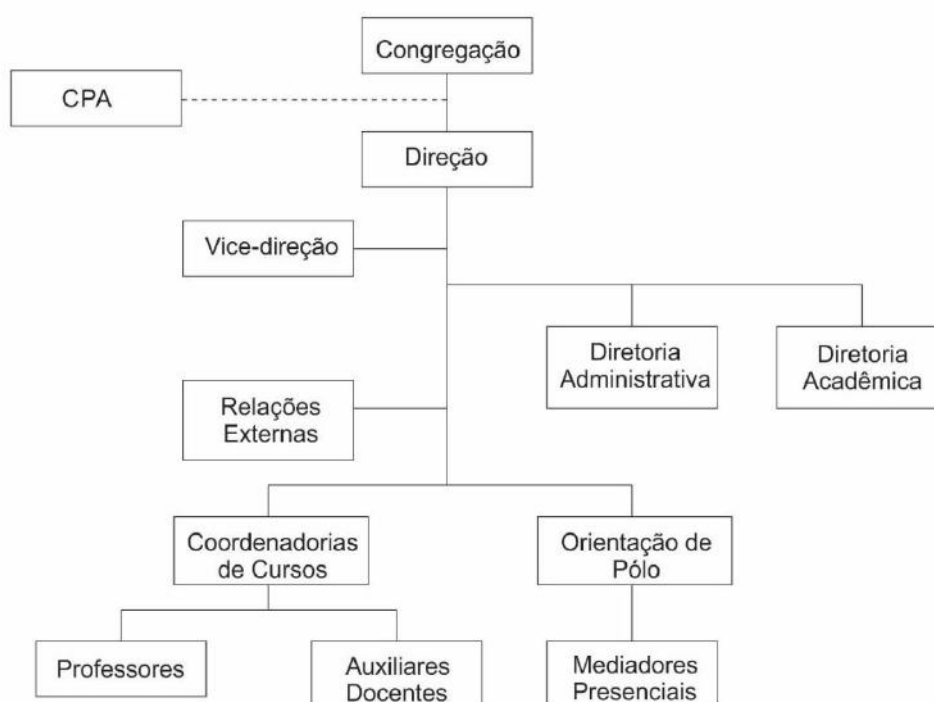 Congregação
CPA
Direção
Vice-direção
Diretoria
Administrativa
Diretoria
Acadêmica
Relações
Externas
Coordenadorias
de Cursos
Orientação de
Pólo
Professores
Auxiliares
Docentes
Mediadores
Presenciais